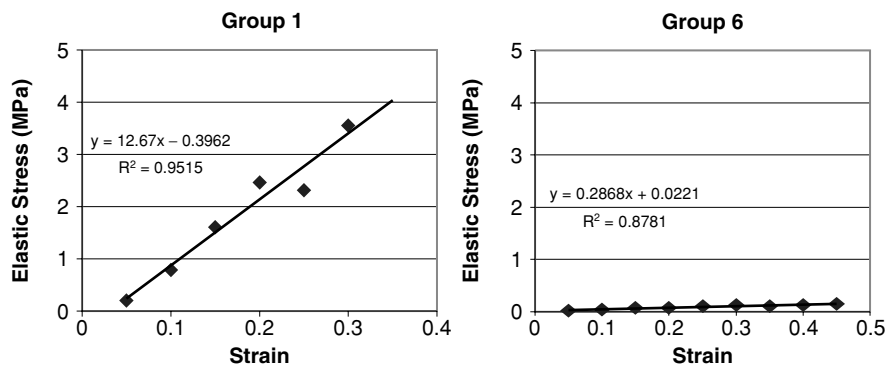 Group 1
Elastic Stress (MPa)
5
4
3
2
1
0
y = 12.67x – 0.3962
R² = 0.9515
0 0.1 0.2 0.3 0.4
Strain
Group 6
Elastic Stress (MPa)
5
4
3
2
1
0
y = 0.2868x + 0.0221
R² = 0.8781
0 0.1 0.2 0.3 0.4 0.5
Strain